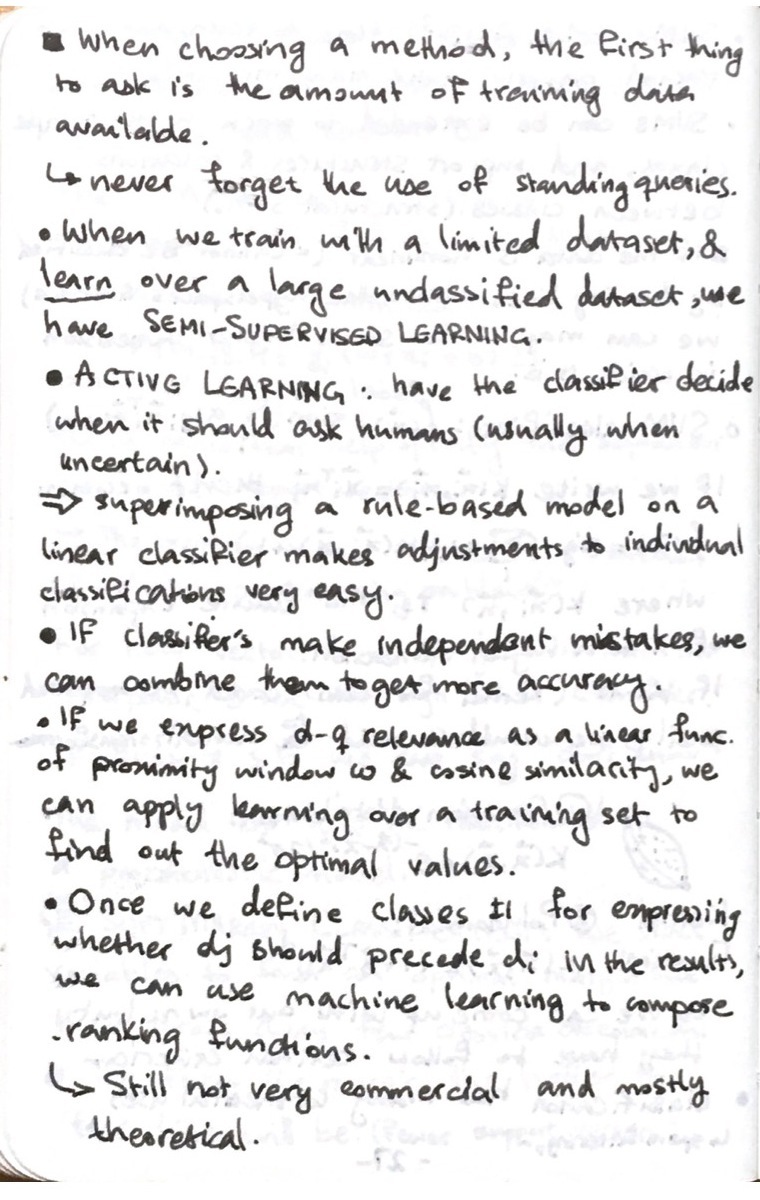 ■ When choosing a method, the first thing
to ask is the amount of training data
available.
↳ never forget the use of standing queries.
• When we train with a limited dataset, &
learn over a large unclassified dataset, we
have SEMI-SUPERVISED LEARNING.
• ACTIVE LEARNING. have the classifier decide
when it should ask humans (usually when
uncertain).
⇒ superimposing a rule-based model on a
linear classifier makes adjustments to individual
classifications very easy.
• If classifier's make independent mistakes, we
can combine them to get more accuracy
• If we express d-q relevance as a linear func.
of proximity window ω & cosine similarity, we
can apply learning over a training set to
find out the optimal values.
• Once we define classes ±1 for expressing
whether dj should precede di in the results,
we can use machine learning to compose
ranking functions.
↳ Still not very commercial and mostly
theoretical.